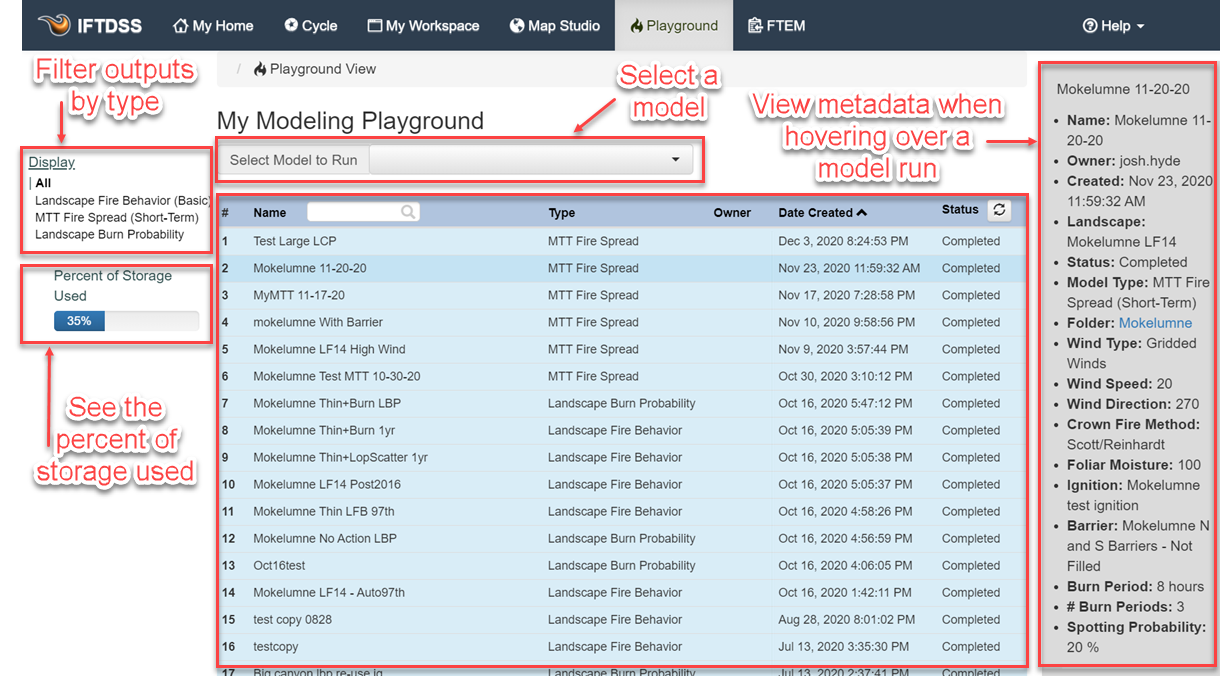 IFTDSS My Home Cycle My Workspace Map Studio Playground FTEM Help
/ Playground View
Filter outputs
by type
Select a
model
View metadata when
hovering over a
model run
My Modeling Playground
Select Model to Run
Display
All
Landscape Fire Behavior (Basic)
MTT Fire Spread (Short-Term)
Landscape Burn Probability
Percent of Storage
Used
35%
See the
percent of
storage used
# Name Type Owner Date Created Status
1 Test Large LCP MTT Fire Spread Dec 3, 2020 8:24:53 PM Completed
2 Mokelumne 11-20-20 MTT Fire Spread Nov 23, 2020 11:59:32 AM Completed
3 MyMTT 11-17-20 MTT Fire Spread Nov 17, 2020 7:28:58 PM Completed
4 mokelumne With Barrier MTT Fire Spread Nov 10, 2020 9:58:56 PM Completed
5 Mokelumne LF14 High Wind MTT Fire Spread Nov 9, 2020 3:57:44 PM Completed
6 Mokelumne Test MTT 10-30-20 MTT Fire Spread Oct 30, 2020 3:10:12 PM Completed
7 Mokelumne Thin+Burn LBP Landscape Burn Probability Oct 16, 2020 5:47:12 PM Completed
8 Mokelumne Thin+Burn 1yr Landscape Fire Behavior Oct 16, 2020 5:05:39 PM Completed
9 Mokelumne Thin+LopScatter 1yr Landscape Fire Behavior Oct 16, 2020 5:05:38 PM Completed
10 Mokelumne LF14 Post2016 Landscape Fire Behavior Oct 16, 2020 5:05:37 PM Completed
11 Mokelumne Thin LFB 97th Landscape Fire Behavior Oct 16, 2020 4:58:26 PM Completed
12 Mokelumne No Action LBP Landscape Burn Probability Oct 16, 2020 4:56:59 PM Completed
13 Oct16test Landscape Burn Probability Oct 16, 2020 4:06:05 PM Completed
14 Mokelumne LF14 - Auto97th Landscape Fire Behavior Oct 16, 2020 1:42:11 PM Completed
15 test copy 0828 Landscape Fire Behavior Aug 28, 2020 8:01:02 PM Completed
16 testcopy Landscape Fire Behavior Jul 13, 2020 3:35:30 PM Completed
17 Big canyon lbp re-use ig Landscape Burn Probability Jul 13, 2020 2:37:41 PM Completed
Mokelumne 11-20-20
• Name: Mokelumne 11-
20-20
• Owner: josh.hyde
• Created: Nov 23, 2020
11:59:32 AM
• Landscape:
Mokelumne LF14
• Status: Completed
• Model Type: MTT Fire
Spread (Short-Term)
• Folder: Mokelumne
• Wind Type: Gridded
Winds
• Wind Speed: 20
• Wind Direction: 270
• Crown Fire Method:
Scott/Reinhardt
• Foliar Moisture: 100
• Ignition: Mokelumne
test ignition
• Barrier: Mokelumne N
and S Barriers - Not
Filled
• Burn Period: 8 hours
• # Burn Periods: 3
• Spotting Probability:
20 %